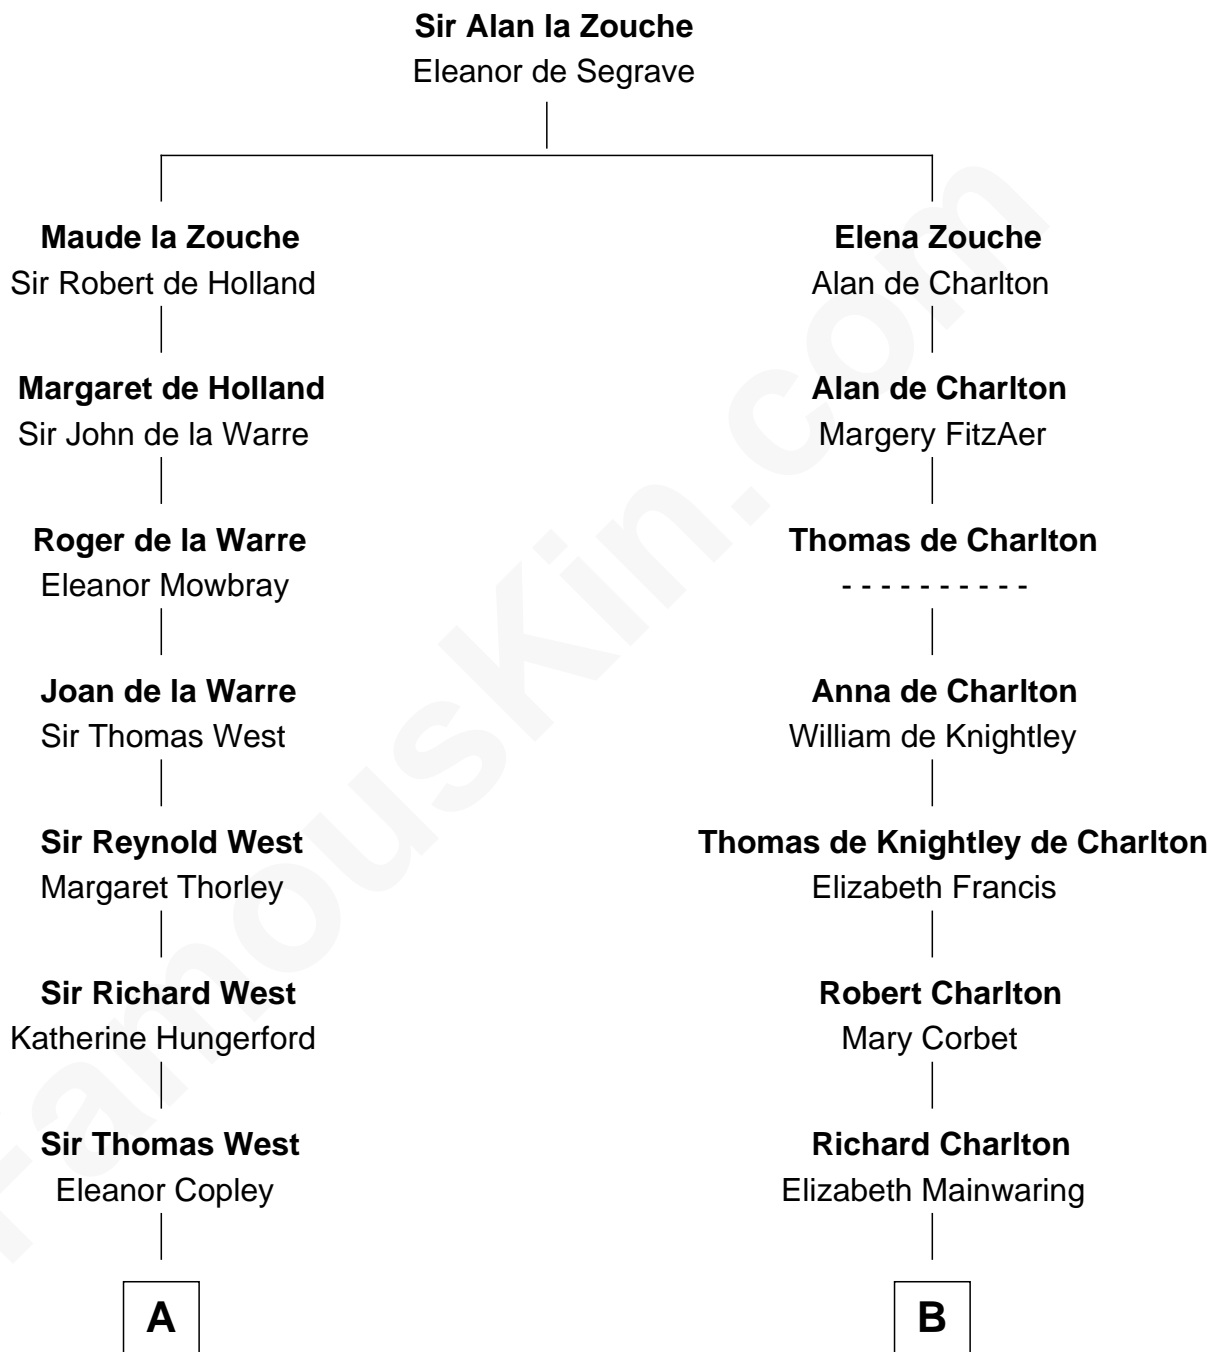 Sir Alan la Zouche
Eleanor de Segrave
Maude la Zouche
Sir Robert de Holland
Elena Zouche
Alan de Charlton
Margaret de Holland
Sir John de la Warre
Alan de Charlton
Margery FitzAer
Roger de la Warre
Eleanor Mowbray
Thomas de Charlton
- - - - - - - - - -
Joan de la Warre
Sir Thomas West
Anna de Charlton
William de Knightley
Sir Reynold West
Margaret Thorley
Thomas de Knightley de Charlton
Elizabeth Francis
Sir Richard West
Katherine Hungerford
Robert Charlton
Mary Corbet
Sir Thomas West
Eleanor Copley
Richard Charlton
Elizabeth Mainwaring
A
B
FamousKin.com